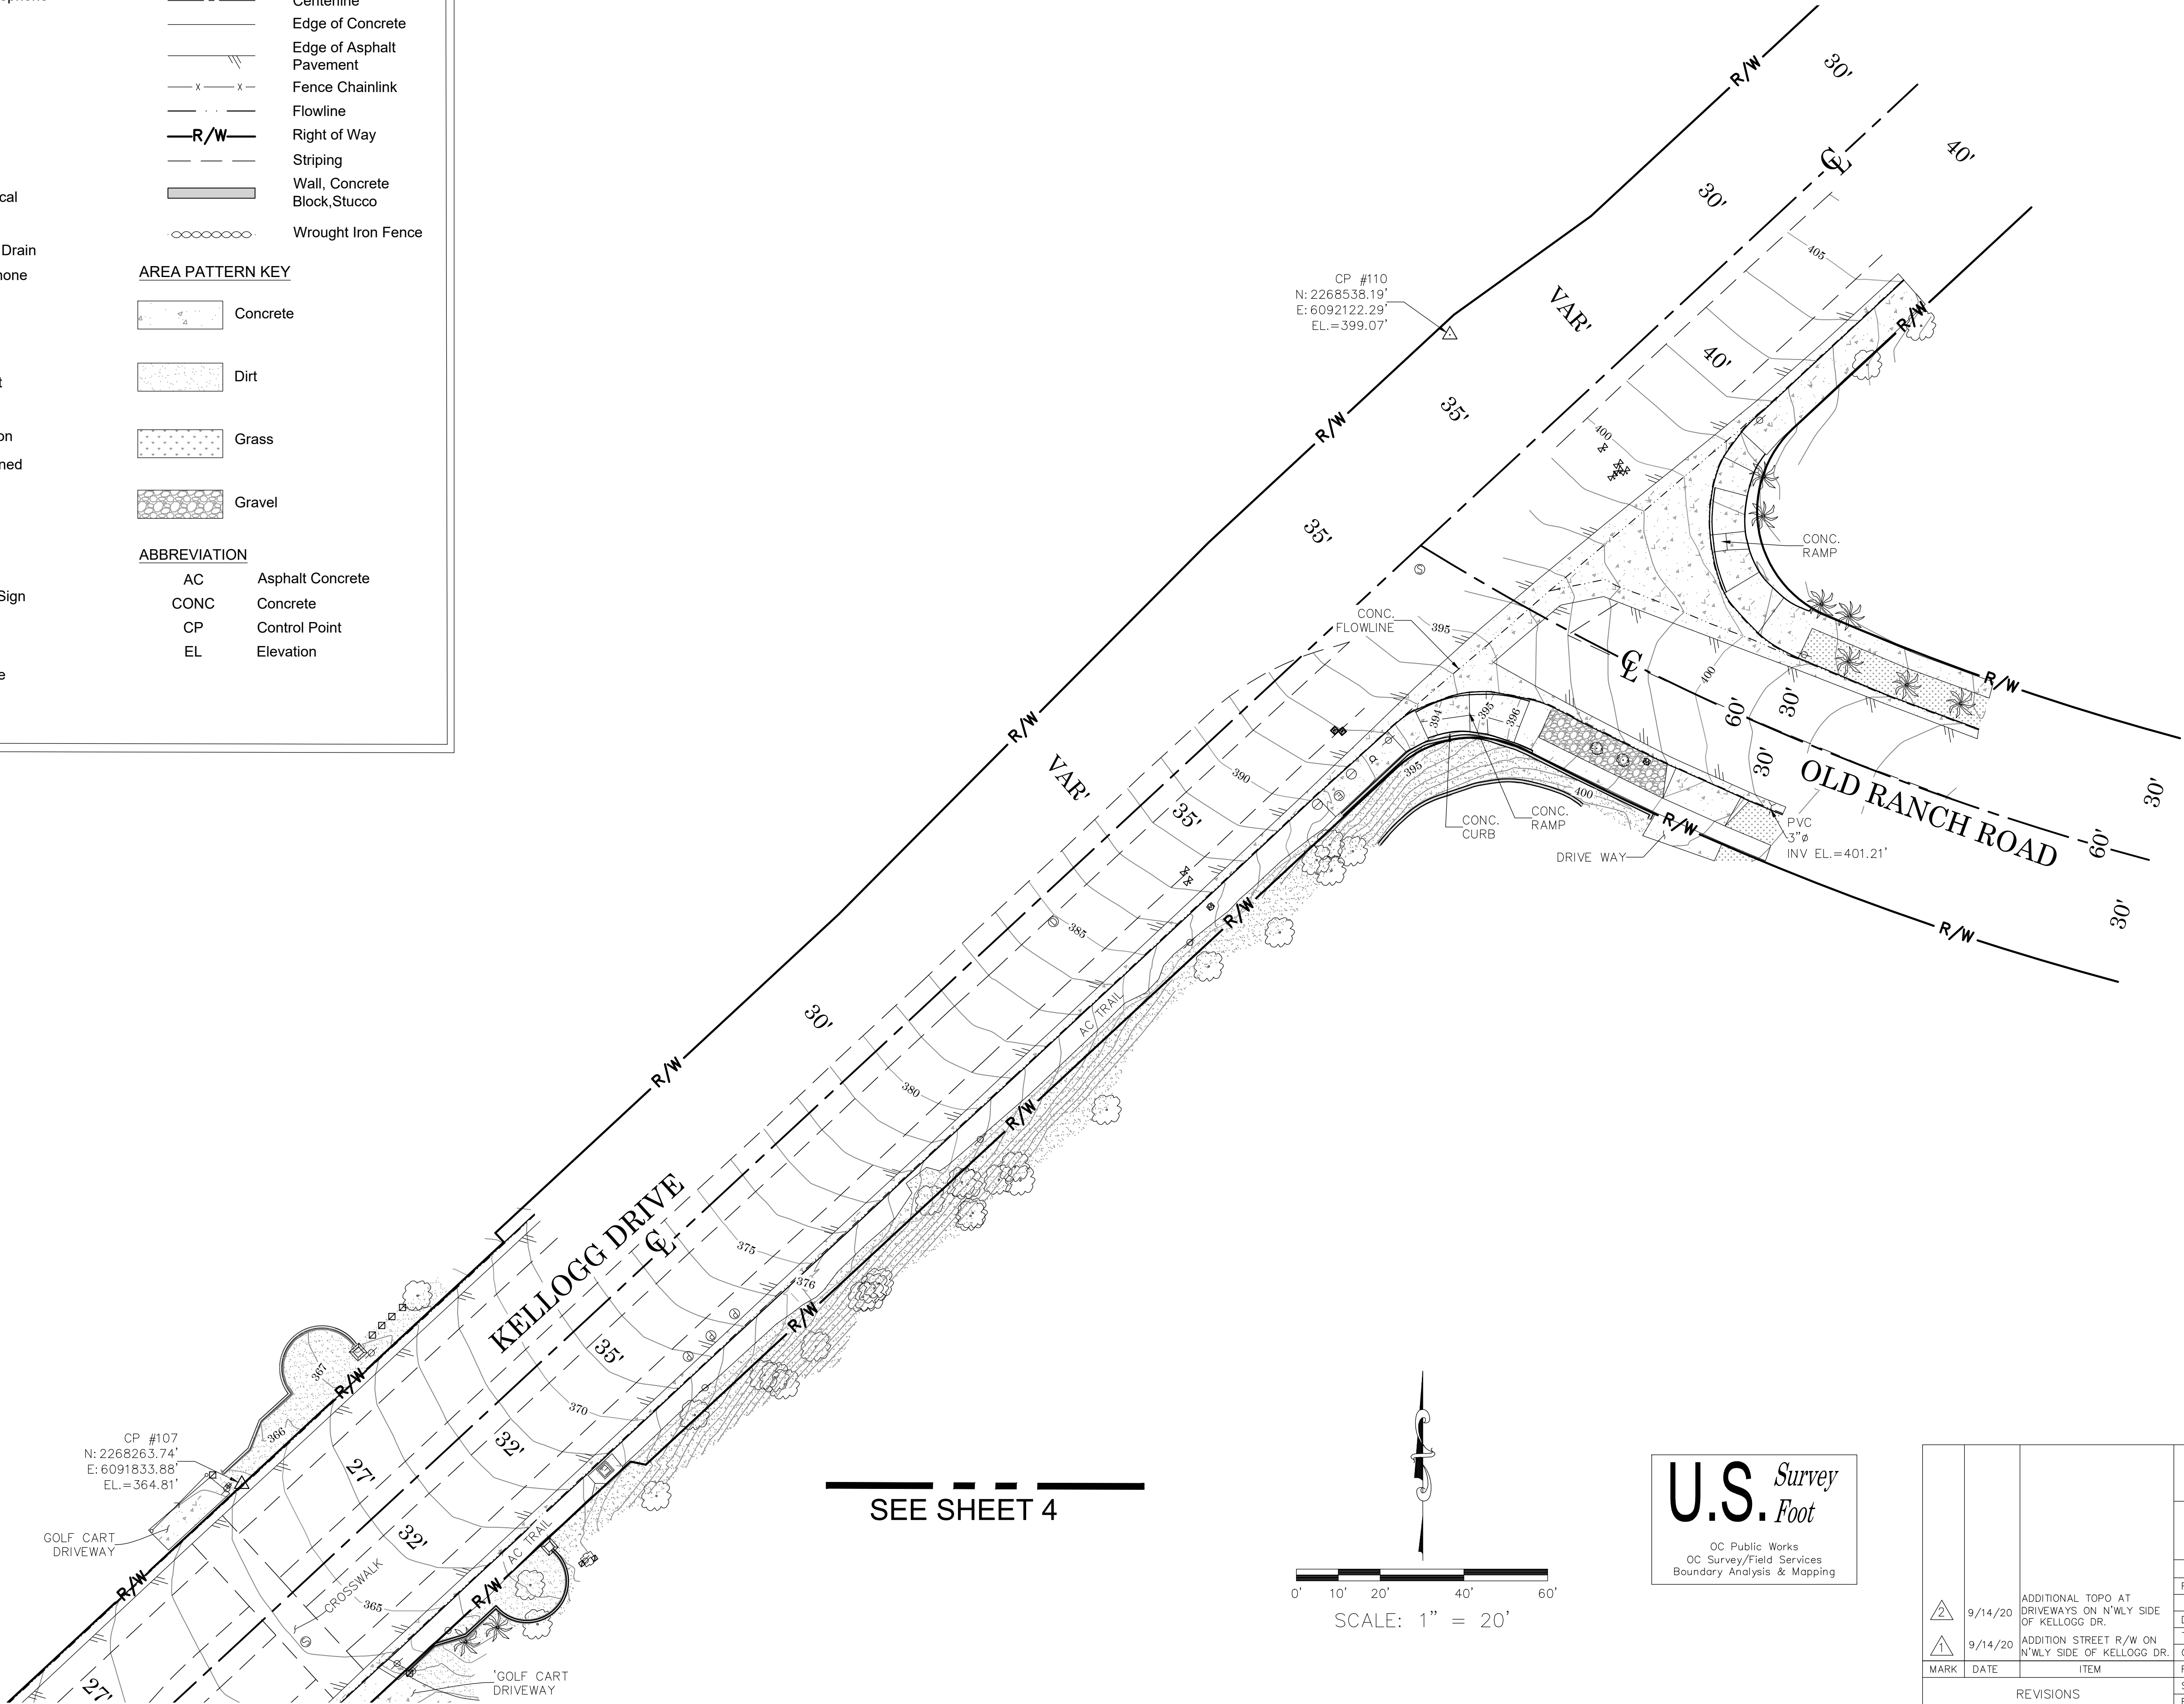 Centerline
Edge of Concrete
Edge of Asphalt
Pavement
X X
Fence Chainlink
Flowline
R/W
Right of Way
Striping
Wall, Concrete
Block,Stucco
Wrought Iron Fence
cal
Drain
hone
t
on
ned
Sign
e
AREA PATTERN KEY
Concrete
Dirt
Grass
Gravel
ABBREVIATION
AC Asphalt Concrete
CONC Concrete
CP Control Point
EL Elevation
R/W
30'
CL
40'
30'
405
R/W
CP #110
N: 2268538.19'
E: 6092122.29'
EL.=399.07'
VAR'
40'
R/W
35'
400
35'
CONC.
RAMP
S
CONC.
FLOWLINE
395
CL
400
R/W
60'
30'
394
395
396
R/W
VAR'
390
395
400
30'
OLD RANCH ROAD
30'
35'
CONC.
CURB
CONC.
RAMP
R/W
PVC
3"ø
INV EL.=401.21'
DRIVE WAY
60'
30'
R/W
R/W
385
30'
AC TRAIL
R/W
380
R/W
KELLOGG DRIVE
CL
375
376
R/W
35'
367
R/W
370
366
32'
27'
CP #107
N: 2268263.74'
E: 6091833.88'
EL.=364.81'
GOLF CART
DRIVEWAY
32'
AC TRAIL
R/W
CROSSWALK
R/W
365
S
27'
'GOLF CART
DRIVEWAY
SEE SHEET 4
0' 10' 20' 40' 60'
SCALE: 1" = 20'
U.S. Survey
Foot
OC Public Works
OC Survey/Field Services
Boundary Analysis & Mapping
2 9/14/20 ADDITIONAL TOPO AT
DRIVEWAYS ON N'WLY SIDE
OF KELLOGG DR.
1 9/14/20 ADDITION STREET R/W ON
N'WLY SIDE OF KELLOGG DR.
MARK DATE ITEM
REVISIONS